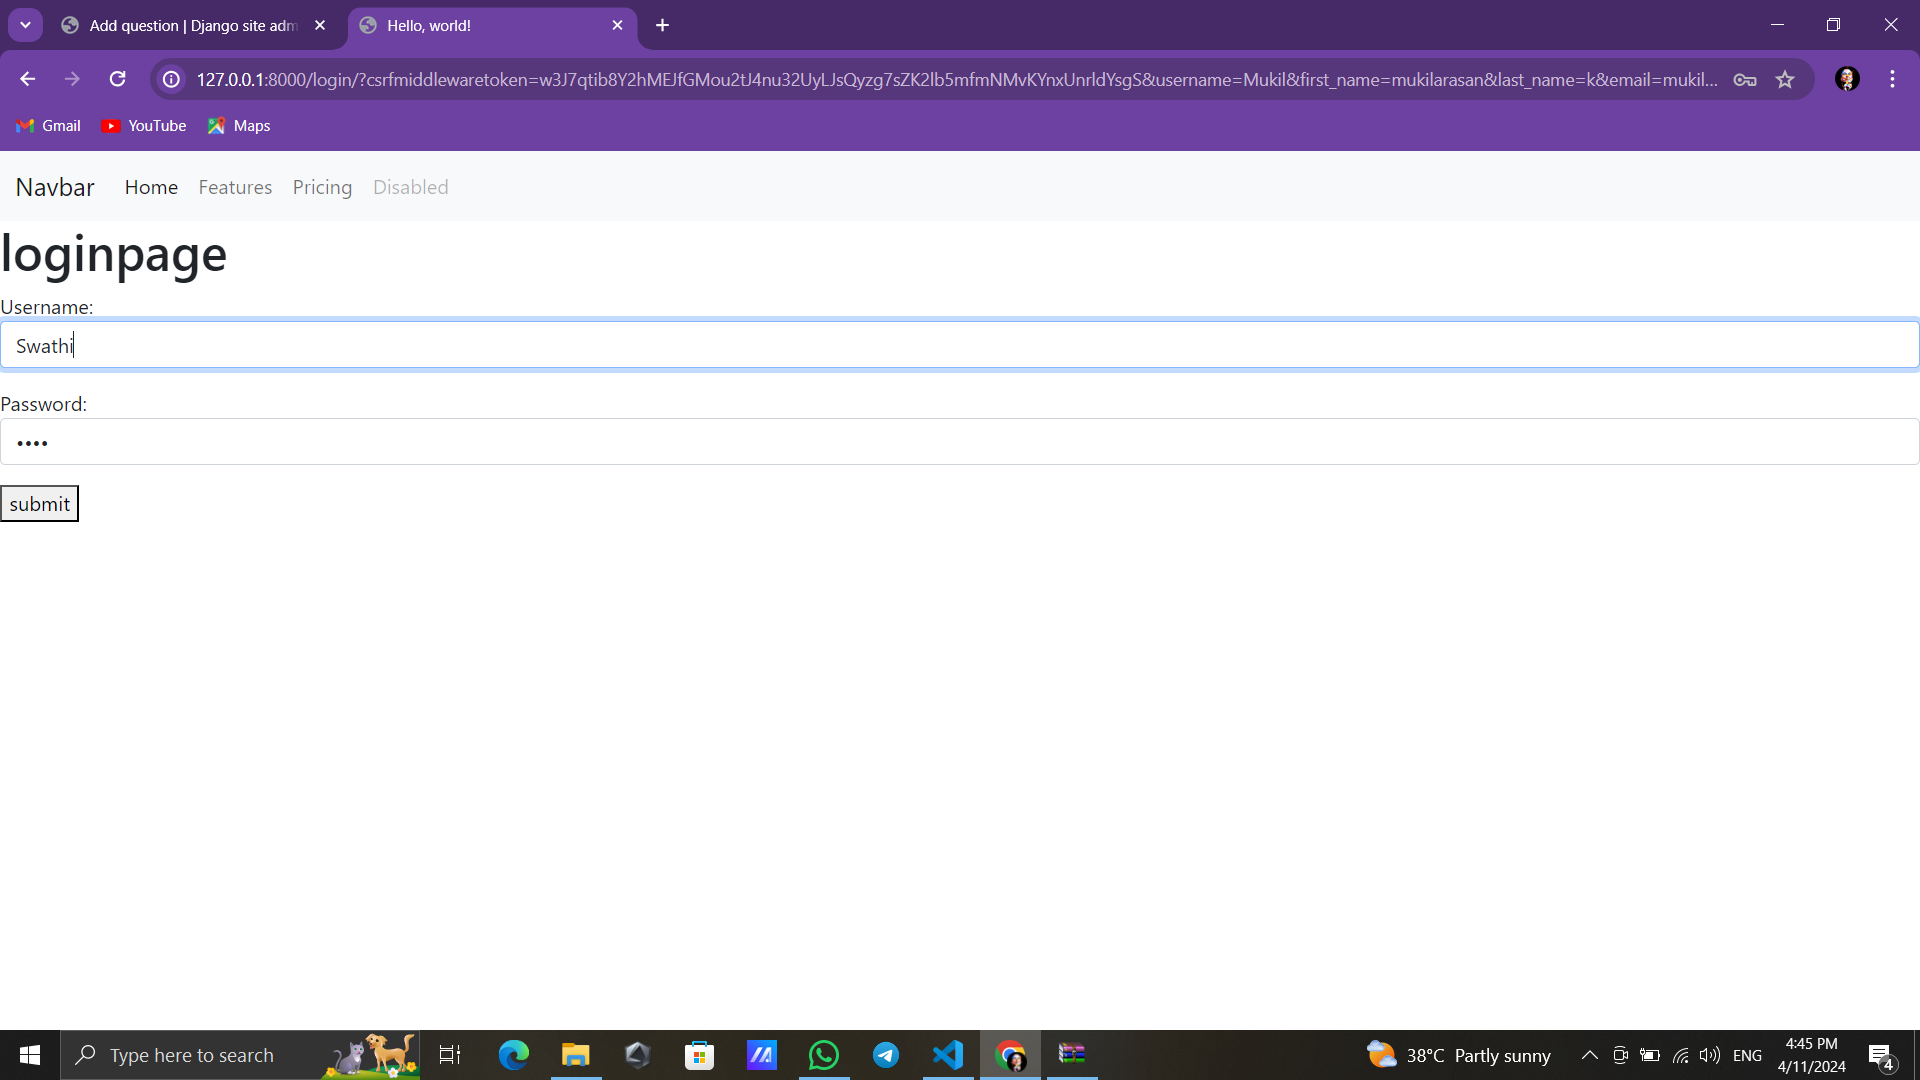 Add question | Django site adm
Hello, world!
127.0.0.1:8000/login/?csrfmiddlewaretoken=w3J7qtib8Y2hMEJfGMou2tJ4nu32UyLJsQyzg7sZK2lb5mfmNMvKYnxUnrldYsgS&username=Mukil&first_name=mukilarasan&last_name=k&email=mukil...
Gmail YouTube Maps
Navbar Home Features Pricing Disabled
loginpage
Username:
Swathi
Password:
••••
submit
Type here to search
38°C Partly sunny
ENG
4:45 PM
4/11/2024
4